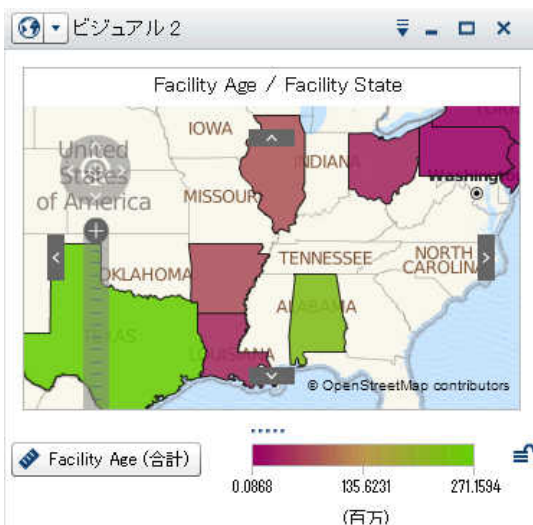 ビジュアル 2
Facility Age / Facility State
IOWA
United
States
of America
INDIANA
Washington
MISSOURI
OKLAHOMA
TENNESSEE
NORTH
CAROLINA
TEXAS
ALABAMA
LOUISIANA
© OpenStreetMap contributors
Facility Age (合計)
0.0868
135.6231
271.1594
(百万)